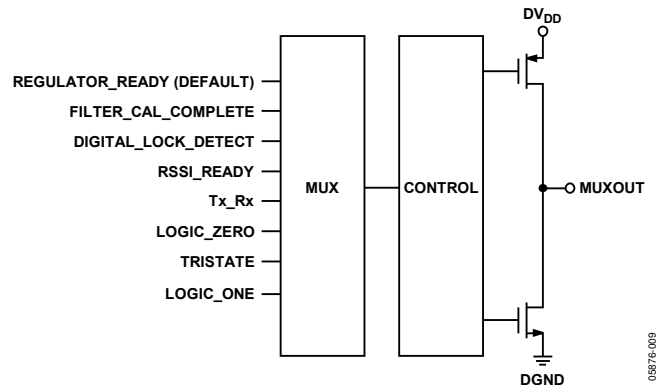 DVDD
REGULATOR_READY (DEFAULT)
FILTER_CAL_COMPLETE
DIGITAL_LOCK_DETECT
RSSI_READY
Tx_Rx
LOGIC_ZERO
TRISTATE
LOGIC_ONE
MUX
CONTROL
MUXOUT
DGND
05876-009